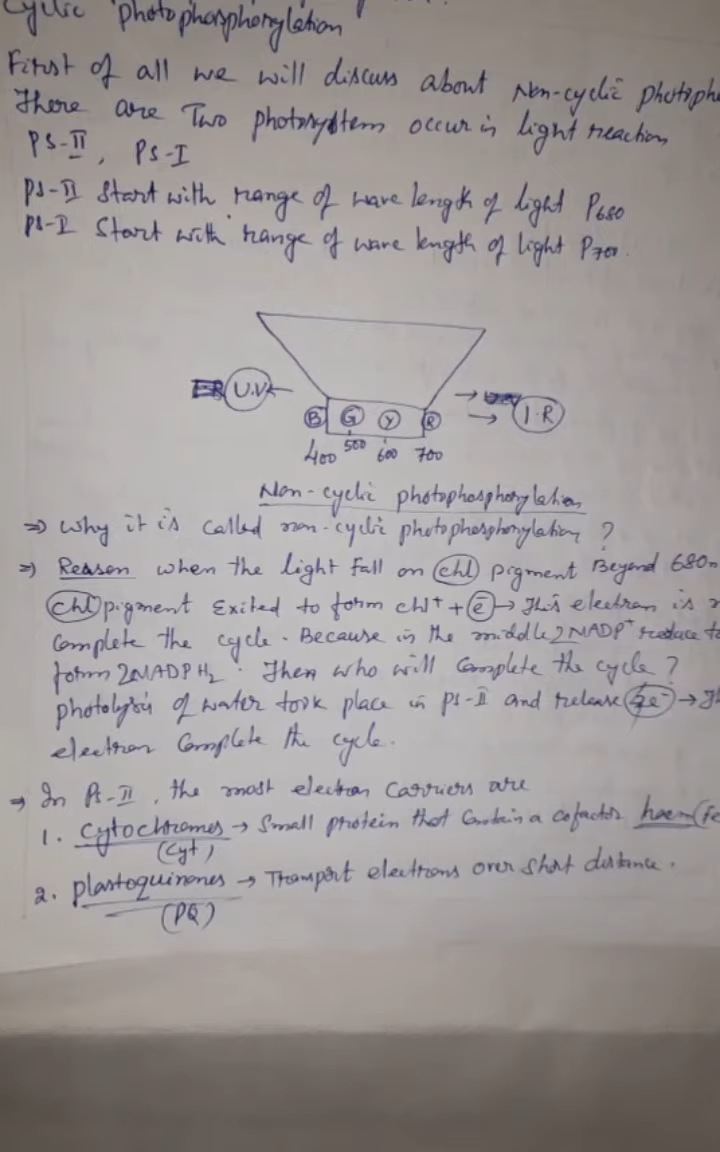 Cyclic photophosphorylation
First of all we will discuss about Non-cyclic photopho
There are Two photosystem occur in light reaction
PS-II, PS-I
PS-II Start with range of wave length of light P680
PS-I Start with range of wave length of light P700.
U.V
I.R
B G Y R
400 500 600 700
Non-cyclic photophosphorylation
⇒ Why it is called non-cyclic photophosphorylation ?
⇒ Reason when the light fall on chl pigment Beyond 680n
chl pigment Exited to form chl+ + e- → This electron is n
Complete the cycle. Because in the middle 2NADP+ reduce to
form 2NADPH2. Then who will Complete the cycle ?
photolysis of water took place in PS-II and release 4e- → Th
electron Complete the cycle.
⇒ In PS-II, the most electron Carriers are
1. Cytochromes → Small protein that Contain a cofactor haem (Fe
(Cyt)
2. plastoquinones → Transport electrons over short distance.
(PQ)